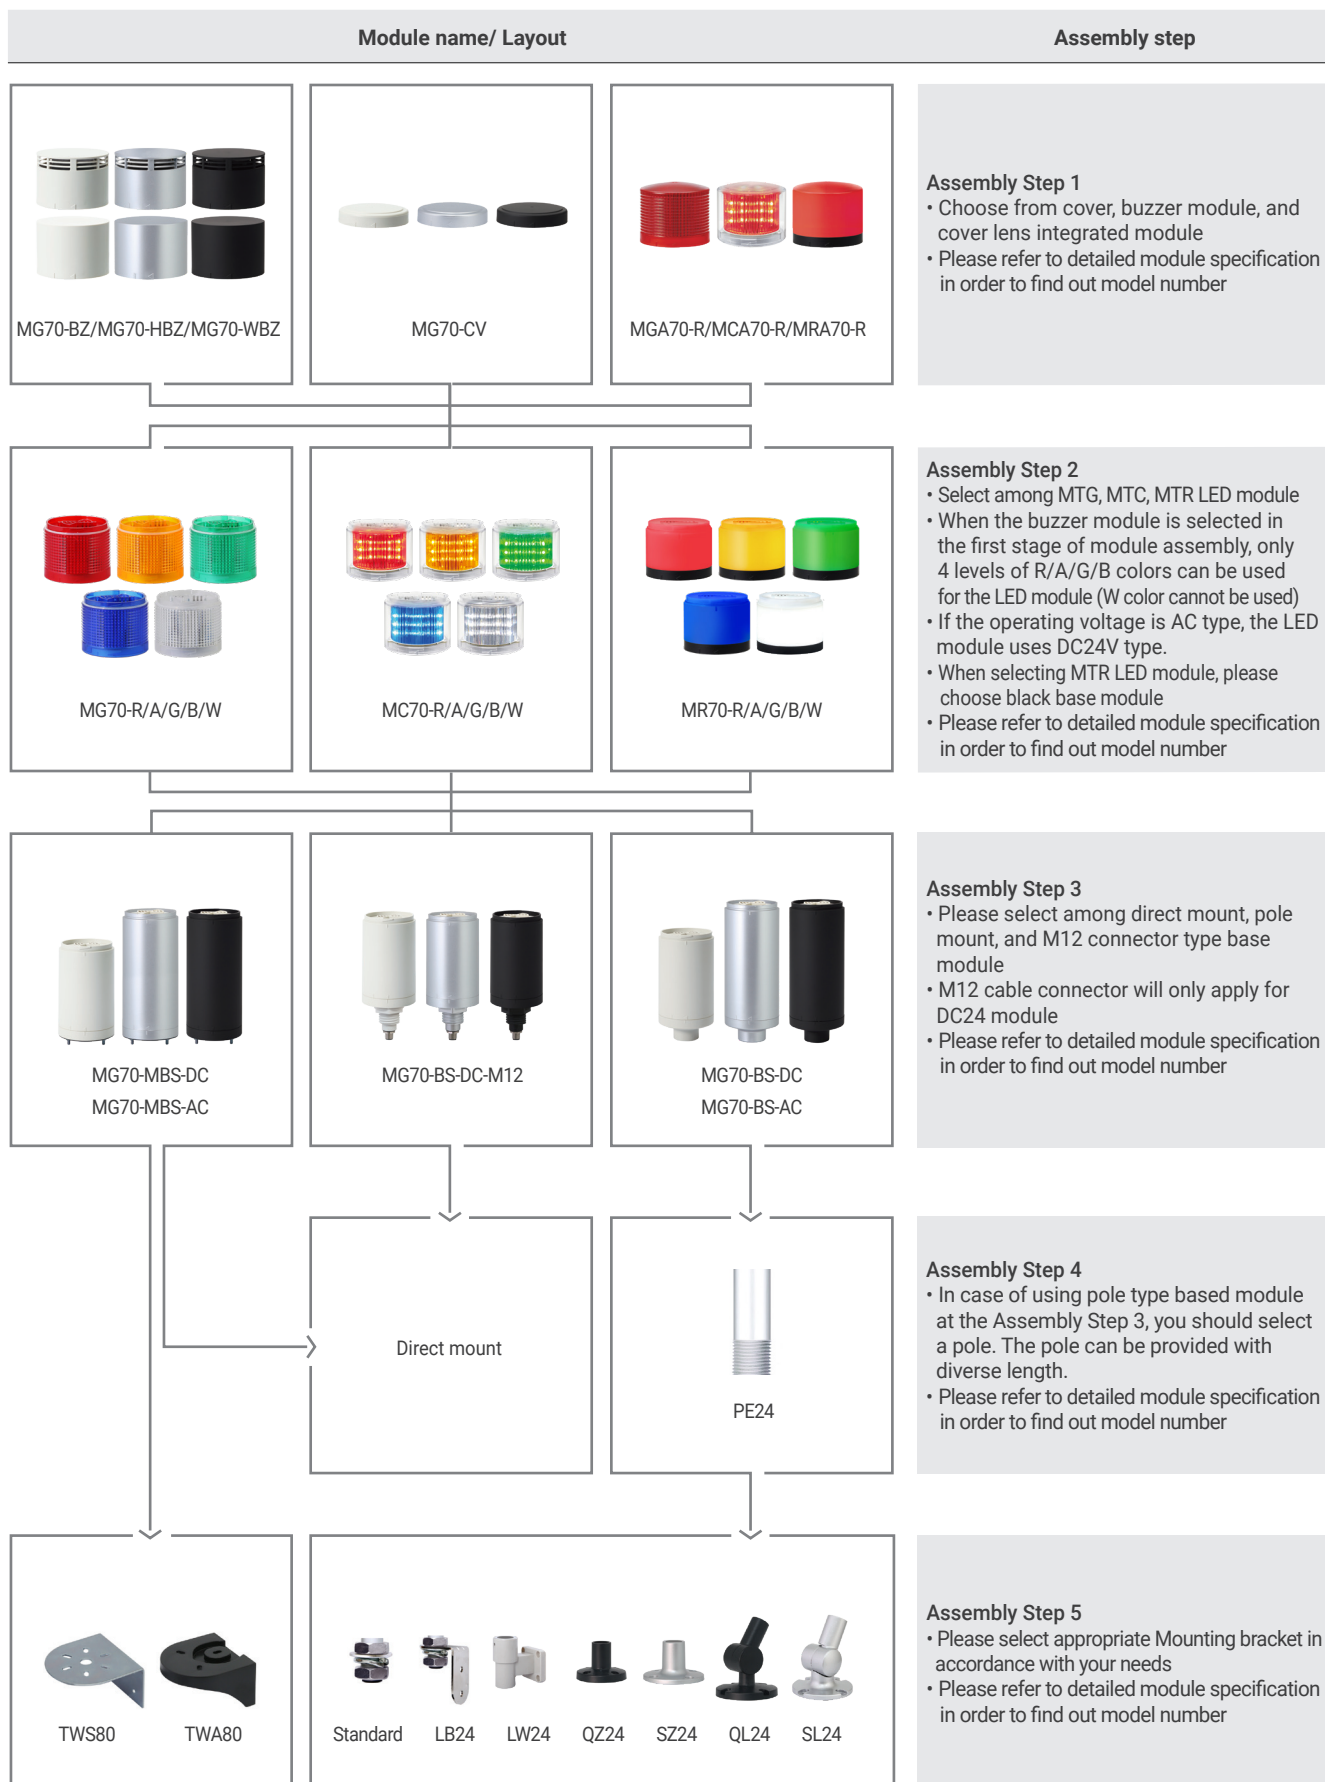 Module name/ Layout
Assembly step
MG70-BZ/MG70-HBZ/MG70-WBZ
MG70-CV
MGA70-R/MCA70-R/MRA70-R
Assembly Step 1
• Choose from cover, buzzer module, and
cover lens integrated module
• Please refer to detailed module specification
in order to find out model number
MG70-R/A/G/B/W
MC70-R/A/G/B/W
MR70-R/A/G/B/W
Assembly Step 2
• Select among MTG, MTC, MTR LED module
• When the buzzer module is selected in
the first stage of module assembly, only
4 levels of R/A/G/B colors can be used
for the LED module (W color cannot be used)
• If the operating voltage is AC type, the LED
module uses DC24V type.
• When selecting MTR LED module, please
choose black base module
• Please refer to detailed module specification
in order to find out model number
MG70-MBS-DC
MG70-MBS-AC
MG70-BS-DC-M12
MG70-BS-DC
MG70-BS-AC
Assembly Step 3
• Please select among direct mount, pole
mount, and M12 connector type base
module
• M12 cable connector will only apply for
DC24 module
• Please refer to detailed module specification
in order to find out model number
Direct mount
PE24
Assembly Step 4
• In case of using pole type based module
at the Assembly Step 3, you should select
a pole. The pole can be provided with
diverse length.
• Please refer to detailed module specification
in order to find out model number
TWS80
TWA80
Standard
LB24
LW24
QZ24
SZ24
QL24
SL24
Assembly Step 5
• Please select appropriate Mounting bracket in
accordance with your needs
• Please refer to detailed module specification
in order to find out model number